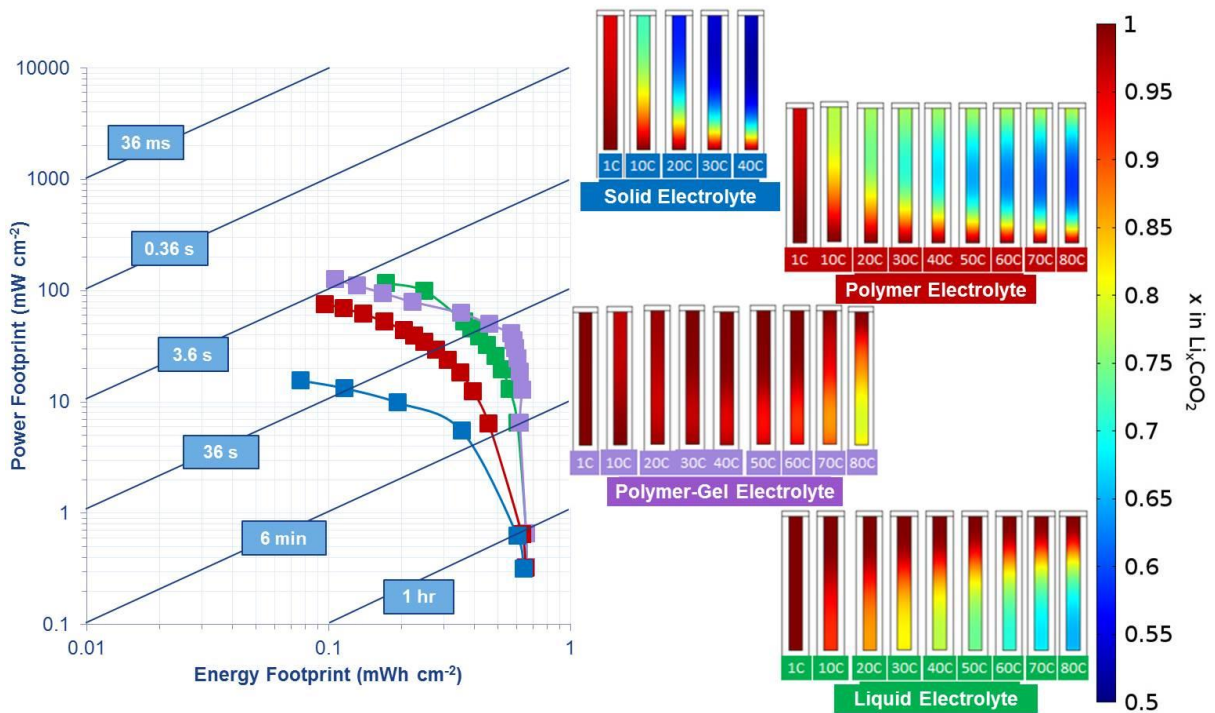 10000
1000
100
10
1
0.1
Power Footprint (mW cm-2)
0.01
0.1
1
Energy Footprint (mWh cm-2)
36 ms
0.36 s
3.6 s
36 s
6 min
1 hr
1C 10C 20C 30C 40C
Solid Electrolyte
1C 10C 20C 30C 40C 50C 60C 70C 80C
Polymer Electrolyte
1C 10C 20C 30C 40C 50C 60C 70C 80C
Polymer-Gel Electrolyte
1C 10C 20C 30C 40C 50C 60C 70C 80C
Liquid Electrolyte
1
0.95
0.9
0.85
0.8
0.75
0.7
0.65
0.6
0.55
0.5
x in LixCoO2